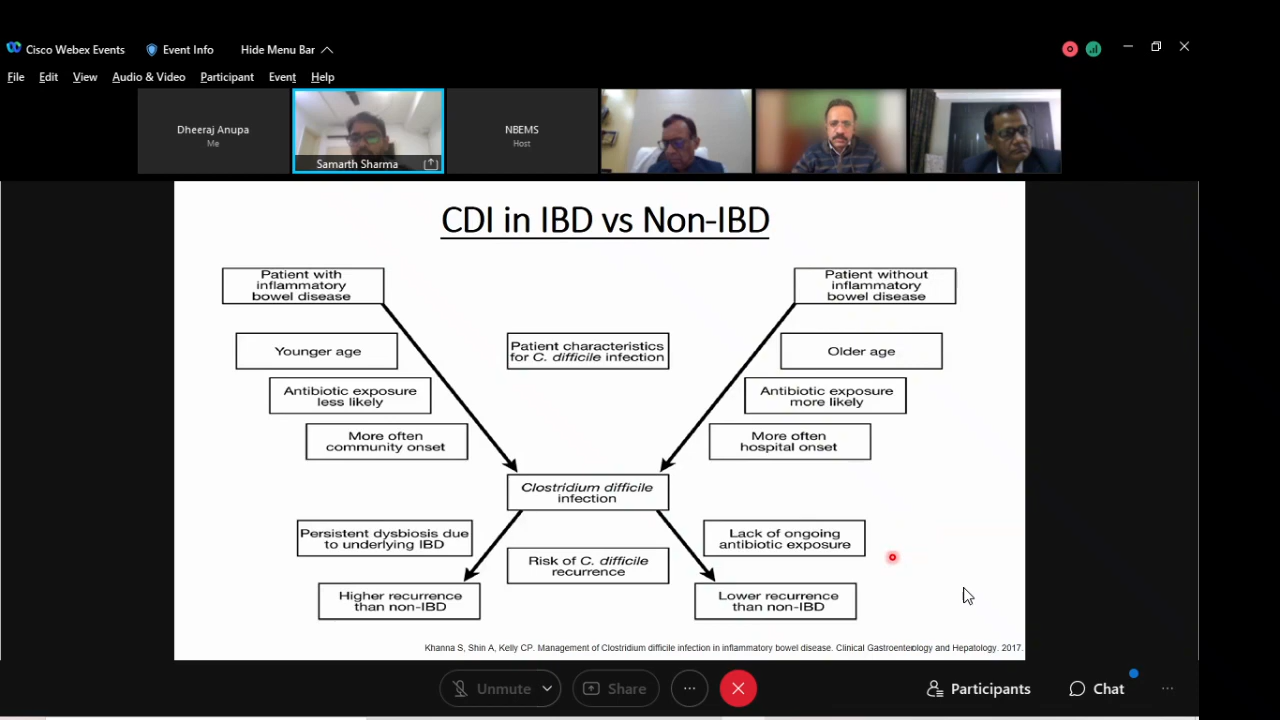 Cisco Webex Events
Event Info
Hide Menu Bar
File
Edit
View
Audio & Video
Participant
Event
Help
Dheeraj Anupa
Me
Samarth Sharma
NBEMS
Host
CDI in IBD vs Non-IBD
Patient with
inflammatory
bowel disease
Patient without
inflammatory
bowel disease
Younger age
Patient characteristics
for C. difficile infection
Older age
Antibiotic exposure
less likely
Antibiotic exposure
more likely
More often
community onset
More often
hospital onset
Clostridium difficile
infection
Persistent dysbiosis due
to underlying IBD
Lack of ongoing
antibiotic exposure
Risk of C. difficile
recurrence
Higher recurrence
than non-IBD
Lower recurrence
than non-IBD
Khanna S, Shin A, Kelly CP. Management of Clostridium difficile infection in inflammatory bowel disease. Clinical Gastroenterology and Hepatology. 2017.
Unmute
Share
Participants
Chat